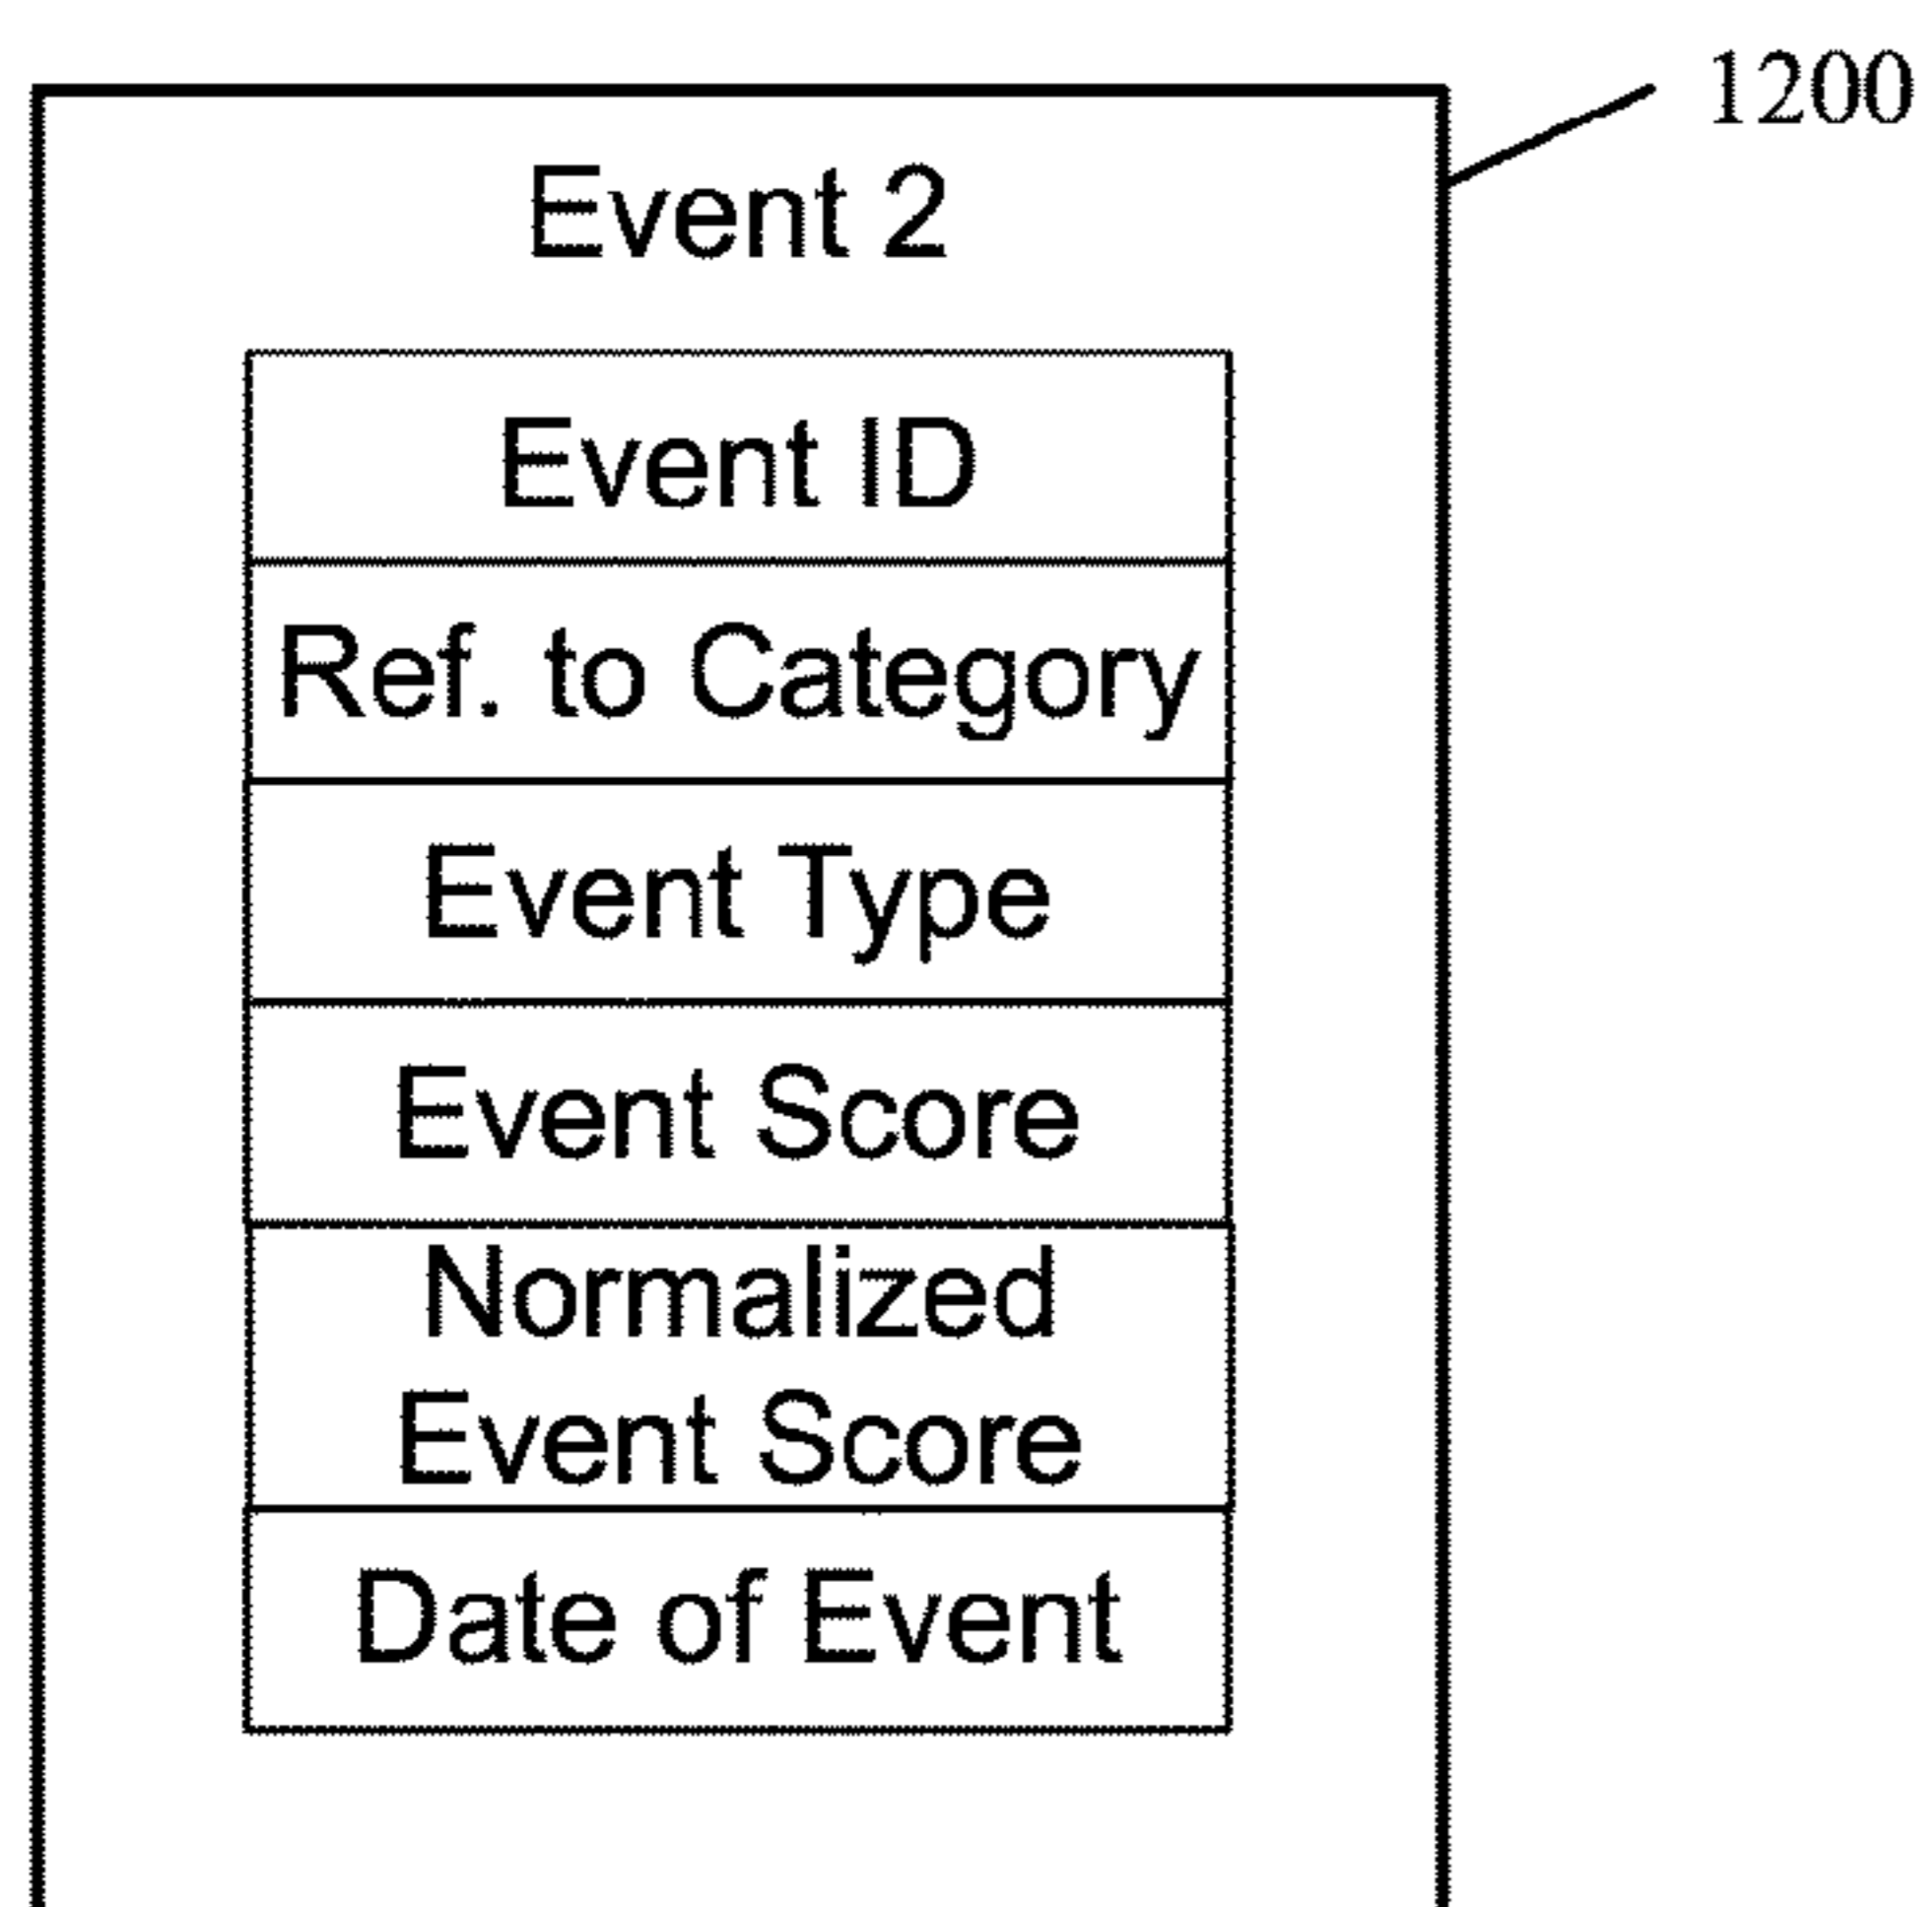 1200
Event 2
Event ID
Ref. to Category
Event Type
Event Score
Normalized
Event Score
Date of Event